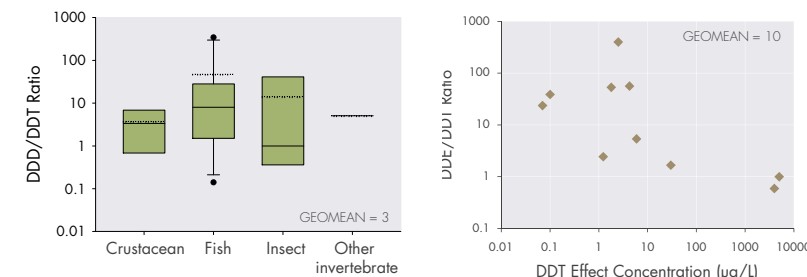 1000
100
10
1
0.1
0.01
DDD/DDT Ratio
GEOMEAN = 3
Crustacean Fish Insect Other
invertebrate
1000
100
10
1
0.1
DDE/DDT Ratio
GEOMEAN = 10
0.01 0.1 1 10 100 1000 10000
DDT Effect Concentration (µg/L)